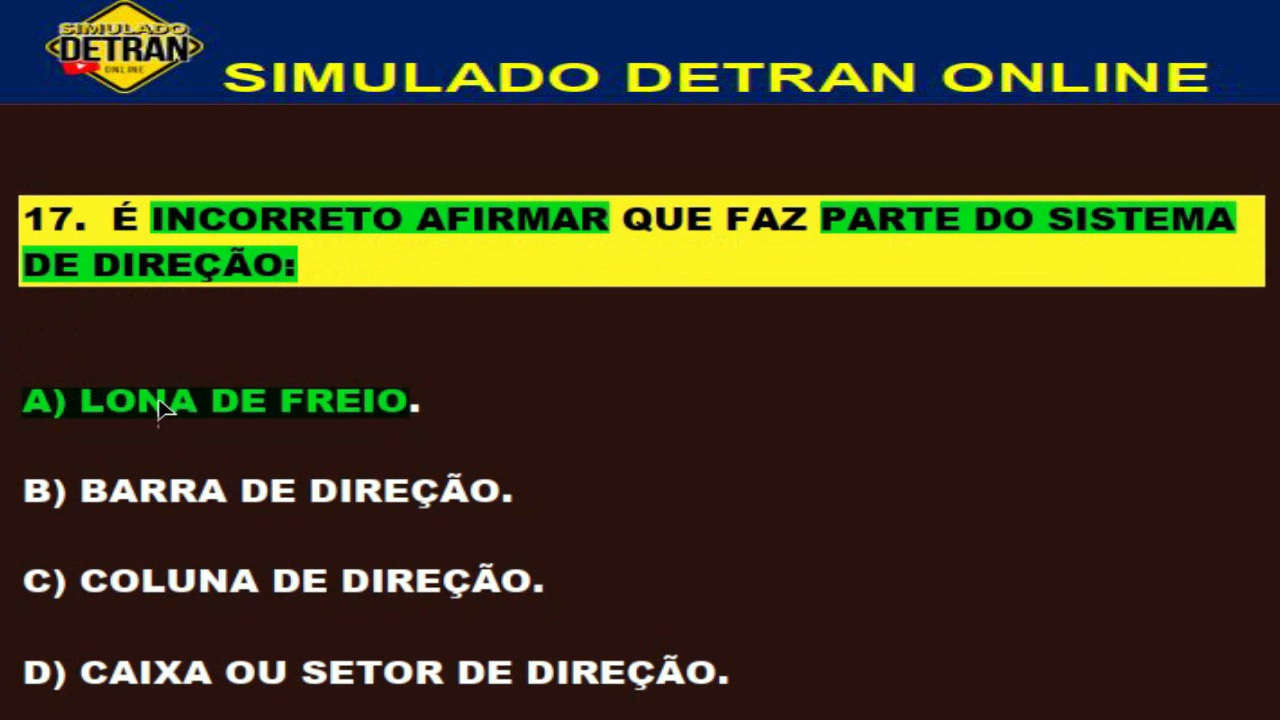 SIMULADO
DETRAN
ONLINE
SIMULADO DETRAN ONLINE
17. É INCORRETO AFIRMAR QUE FAZ PARTE DO SISTEMA
DE DIREÇÃO:
A) LONA DE FREIO.
B) BARRA DE DIREÇÃO.
C) COLUNA DE DIREÇÃO.
D) CAIXA OU SETOR DE DIREÇÃO.